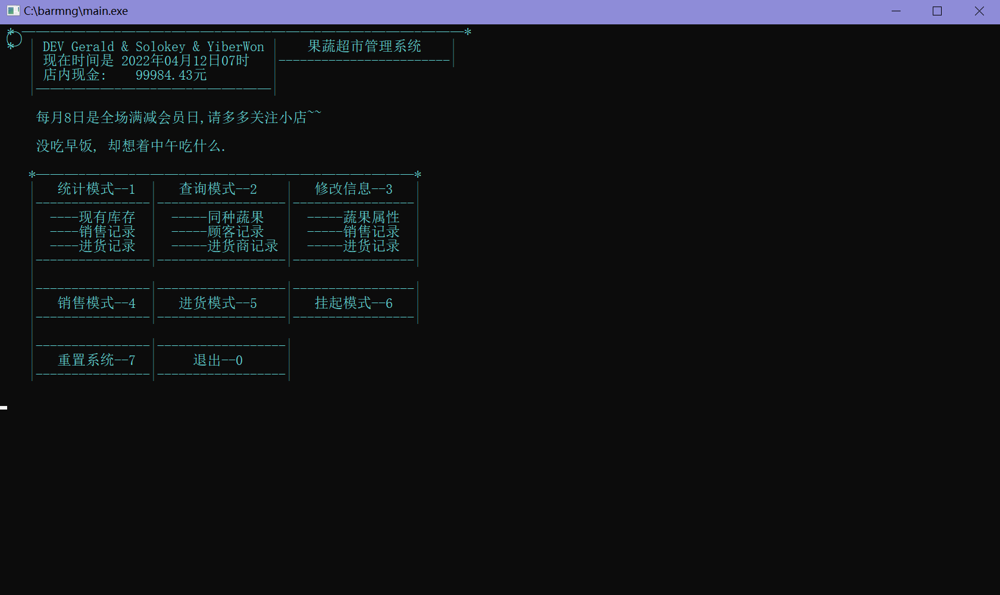 C:\barmng\main.exe
DEV Gerald & Solokey & YiberWon 果蔬超市管理系统
现在时间是 2022年04月12日07时
店内现金: 99984.43元
每月8日是全场满减会员日,请多多关注小店~~
没吃早饭, 却想着中午吃什么.
统计模式--1 查询模式--2 修改信息--3
----现有库存 -----同种蔬果 -----蔬果属性
----销售记录 -----顾客记录 -----销售记录
----进货记录 -----进货商记录 -----进货记录
销售模式--4 进货模式--5 挂起模式--6
重置系统--7 退出--0